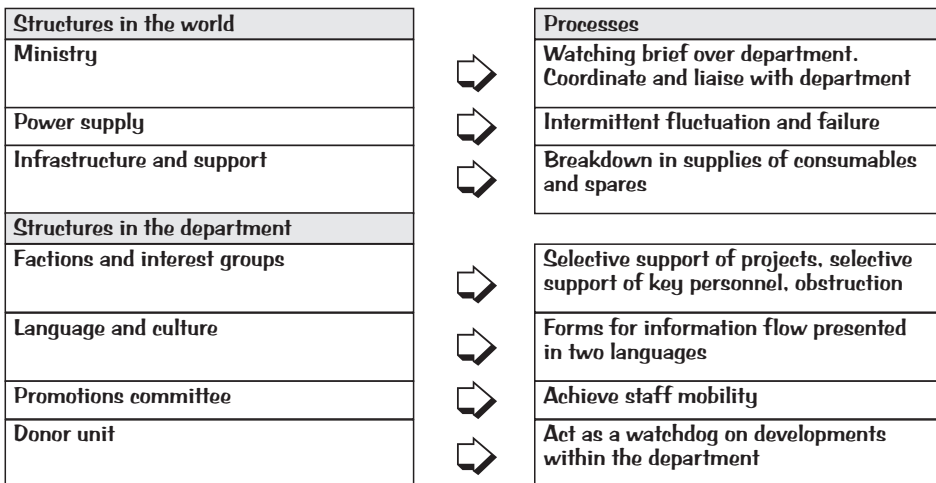 Structures in the world
Processes
Ministry
Watching brief over department.
Coordinate and liaise with department
Power supply
Intermittent fluctuation and failure
Infrastructure and support
Breakdown in supplies of consumables
and spares
Structures in the department
Factions and interest groups
Selective support of projects, selective
support of key personnel, obstruction
Language and culture
Forms for information flow presented
in two languages
Promotions committee
Achieve staff mobility
Donor unit
Act as a watchdog on developments
within the department